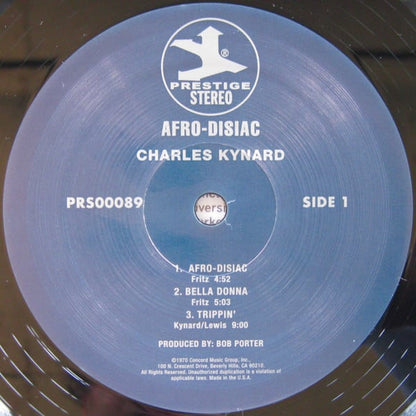 ®
PRESTIGE
STEREO
AFRO-DISIAC
CHARLES KYNARD
PRS00089
SIDE 1
versi
1. AFRO-DISIAC
Fritz 4:52
2. BELLA DONNA
Fritz 5:03
3. TRIPPIN'
Kynard/Lewis 9:00
PRODUCED BY: BOB PORTER
©1970 Concord Music Group, Inc.,
100 N. Crescent Drive, Beverly Hills, CA 90210.
All Rights Reserved. Unauthorized duplication is a violation of
applicable laws. Made in the U.S.A.